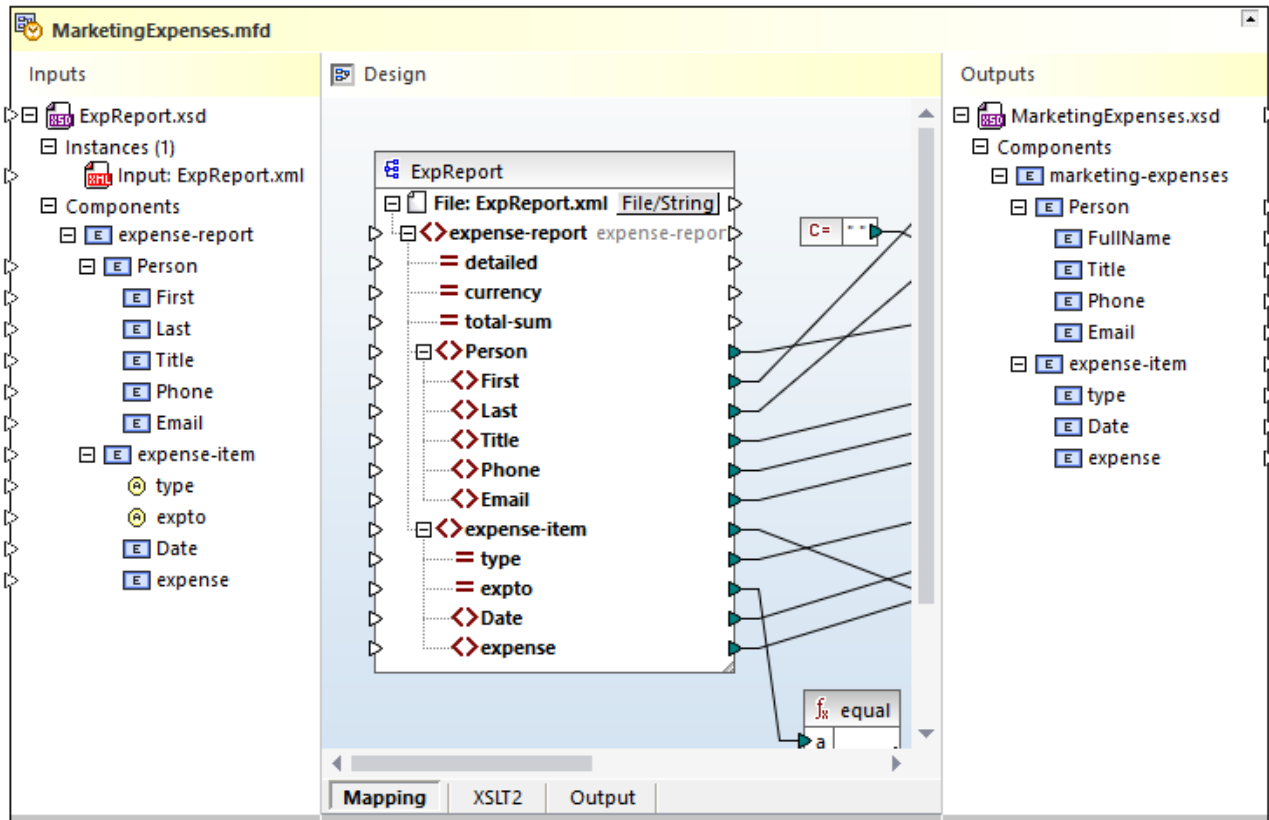 MarketingExpenses.mfd
Inputs
ExpReport.xsd
Instances (1)
Input: ExpReport.xml
Components
expense-report
Person
First
Last
Title
Phone
Email
expense-item
type
expto
Date
expense
Design
ExpReport
File: ExpReport.xml File/String
expense-report expense-repor
detailed
currency
total-sum
Person
First
Last
Title
Phone
Email
expense-item
type
expto
Date
expense
C= " "
equal
a
Mapping XSLT2 Output
Outputs
MarketingExpenses.xsd
Components
marketing-expenses
Person
FullName
Title
Phone
Email
expense-item
type
Date
expense